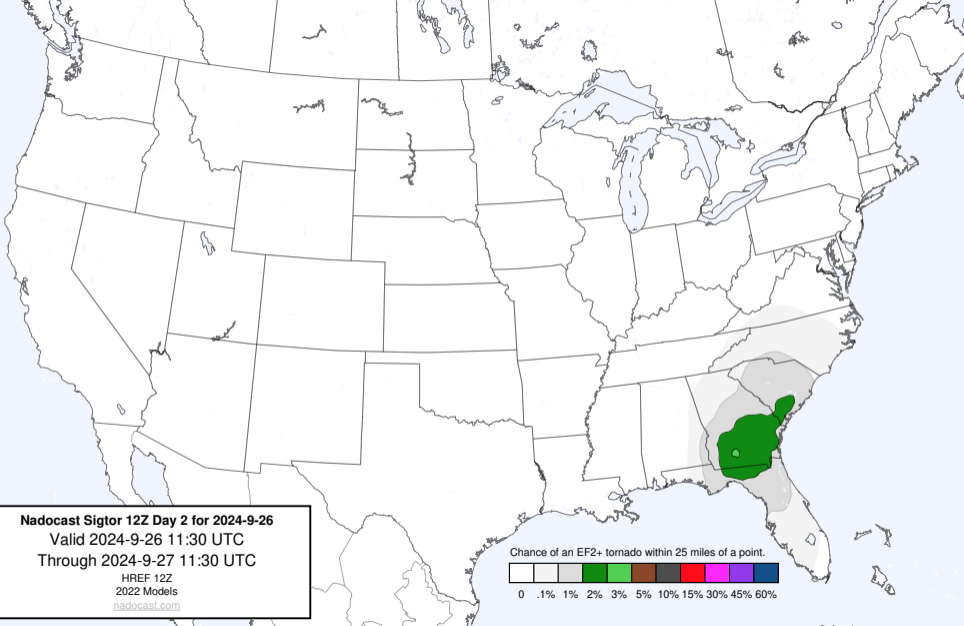 Nadocast Sigtor 12Z Day 2 for 2024-9-26
Valid 2024-9-26 11:30 UTC
Through 2024-9-27 11:30 UTC
HREF 12Z
2022 Models
nadocast.com
Chance of an EF2+ tornado within 25 miles of a point.
0 .1% 1% 2% 3% 5% 10% 15% 30% 45% 60%